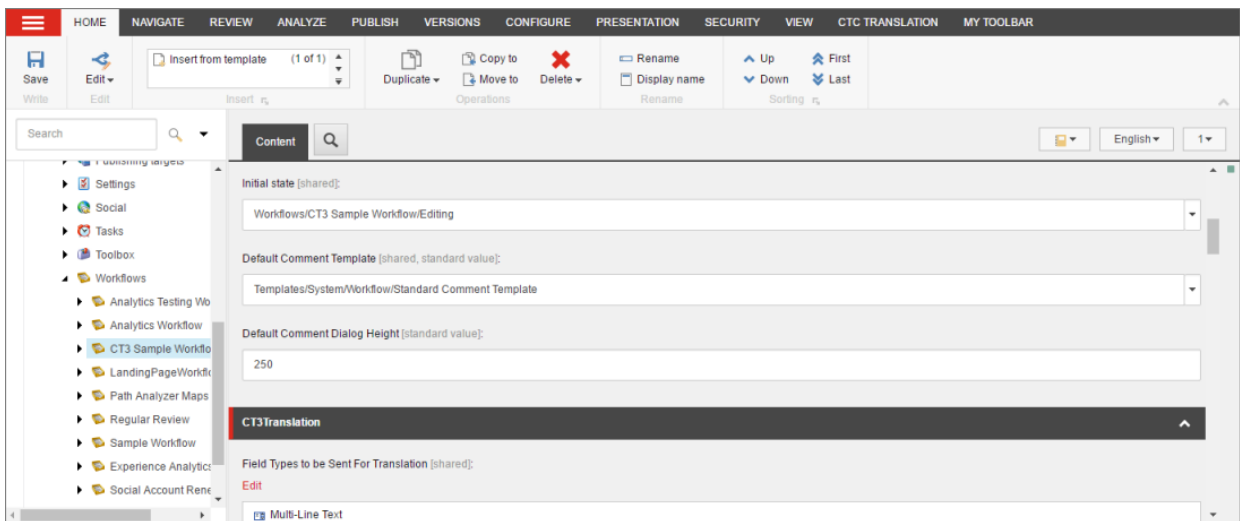 HOME NAVIGATE REVIEW ANALYZE PUBLISH VERSIONS CONFIGURE PRESENTATION SECURITY VIEW CTC TRANSLATION MY TOOLBAR
Insert from template (1 of 1) Copy to Rename Up First
Save Edit Duplicate Move to Delete Display name Down Last
Write Edit Insert Operations Rename Sorting
Search Content English 1
Publishing targets
Settings
Social
Tasks
Toolbox
Workflows
Analytics Testing Wo
Analytics Workflow
CT3 Sample Workflo
LandingPageWorkflo
Path Analyzer Maps
Regular Review
Sample Workflow
Experience Analytics
Social Account Rene
Initial state [shared]:
Workflows/CT3 Sample Workflow/Editing
Default Comment Template [shared, standard value]:
Templates/System/Workflow/Standard Comment Template
Default Comment Dialog Height [standard value]:
250
CT3Translation
Field Types to be Sent For Translation [shared]:
Edit
Multi-Line Text